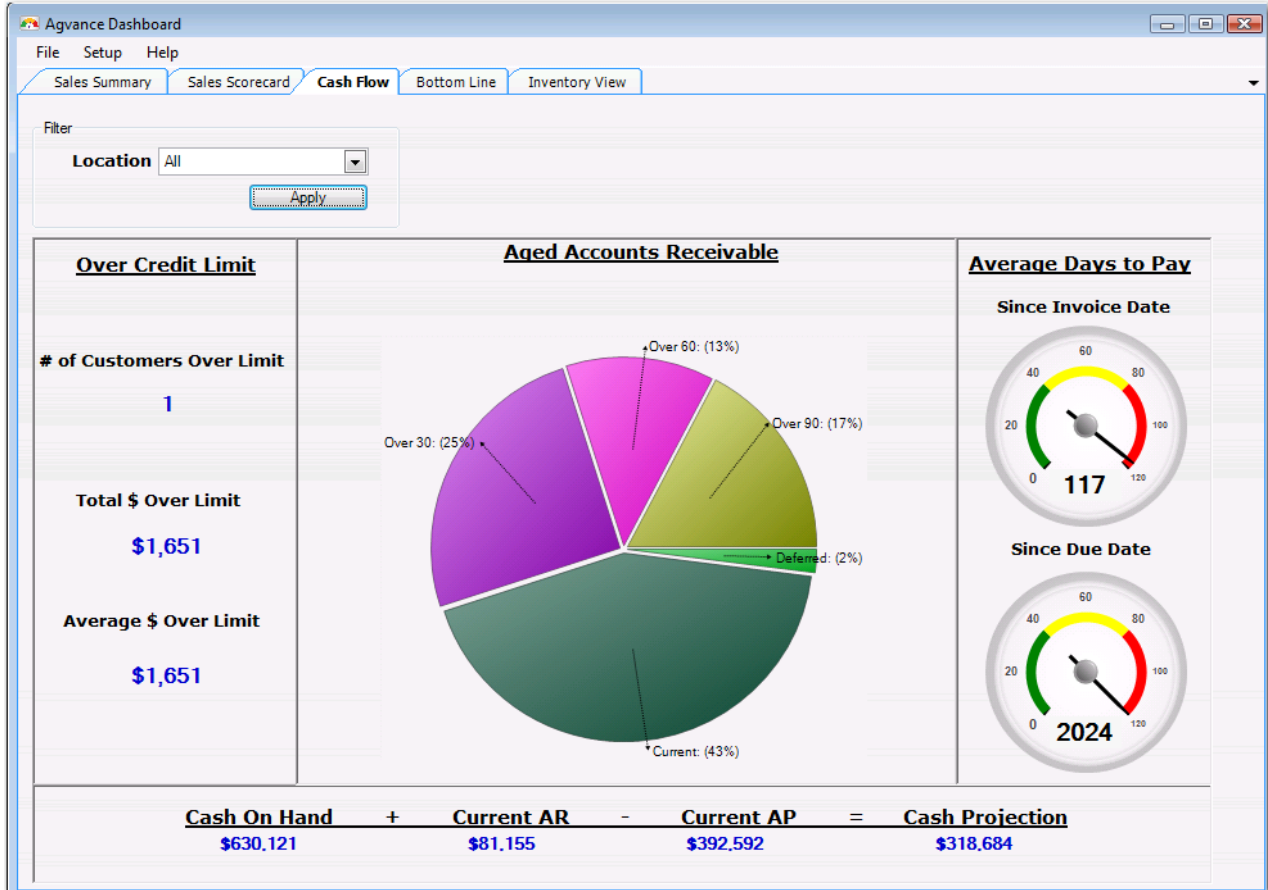 Agvance Dashboard
File Setup Help
Sales Summary Sales Scorecard Cash Flow Bottom Line Inventory View
Filter
Location All
Apply
Over Credit Limit
# of Customers Over Limit
1
Total $ Over Limit
$1,651
Average $ Over Limit
$1,651
Aged Accounts Receivable
Over 60: (13%)
Over 90: (17%)
Over 30: (25%)
Deferred: (2%)
Current: (43%)
Average Days to Pay
Since Invoice Date
60
40 80
20 100
0 120
117
Since Due Date
60
40 80
20 100
0 120
2024
Cash On Hand + Current AR - Current AP = Cash Projection
$630,121 $81,155 $392,592 $318,684